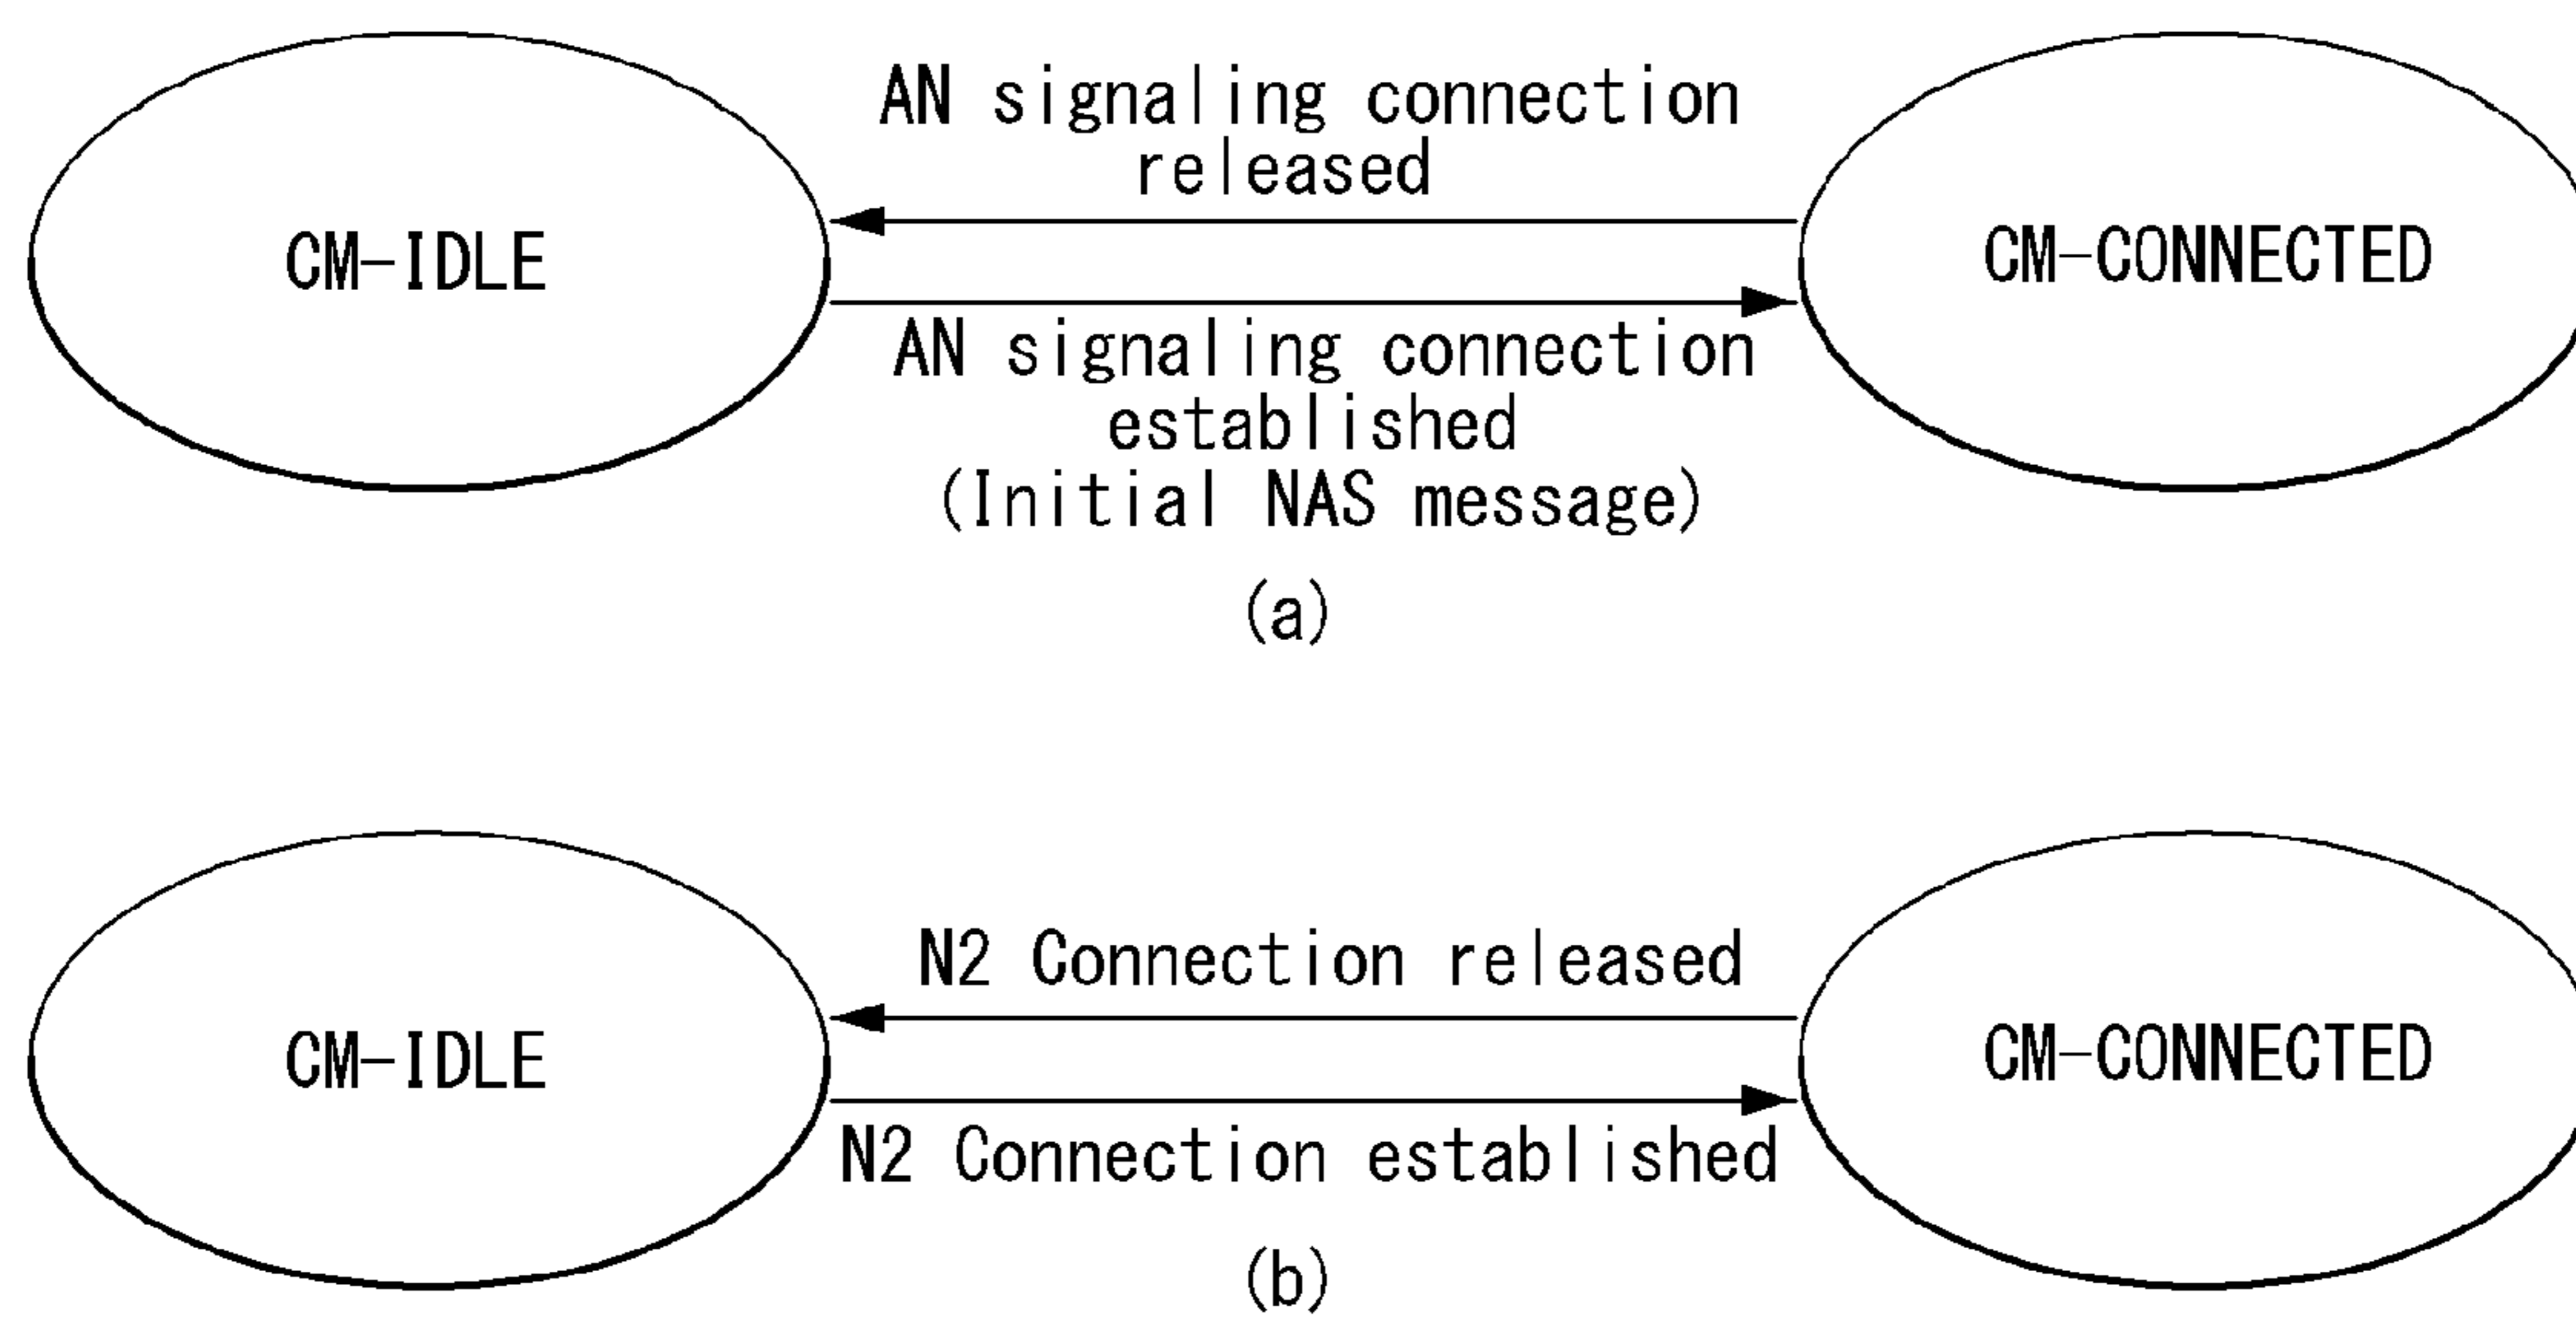 AN signaling connection
released
CM-IDLE
CM-CONNECTED
AN signaling connection
established
(Initial NAS message)
(a)
N2 Connection released
CM-IDLE
CM-CONNECTED
N2 Connection established
(b)